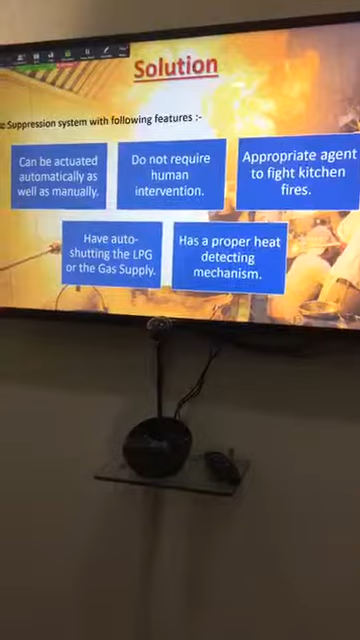 Solution
Suppression system with following features :-
Can be actuated
automatically as
well as manually.
Do not require
human
intervention.
Appropriate agent
to fight kitchen
fires.
Have auto-
shutting the LPG
or the Gas Supply.
Has a proper heat
detecting
mechanism.